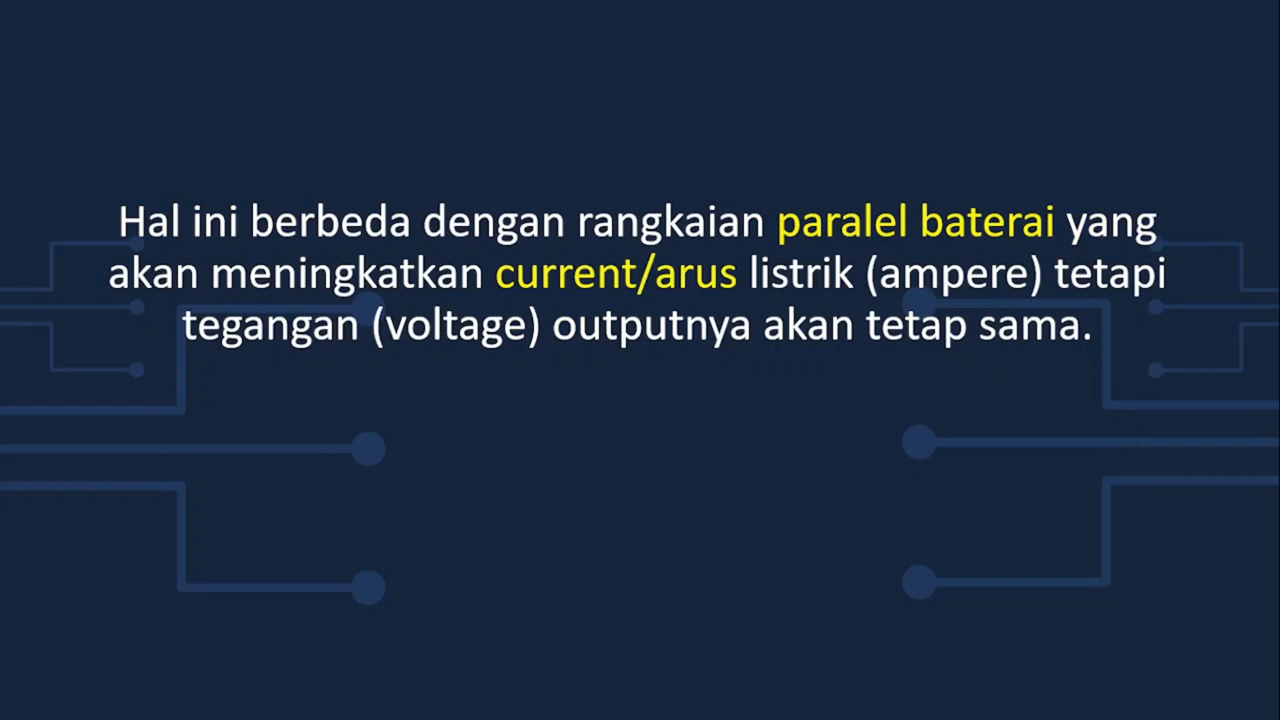 Hal ini berbeda dengan rangkaian paralel baterai yang
akan meningkatkan current/arus listrik (ampere) tetapi
tegangan (voltage) outputnya akan tetap sama.